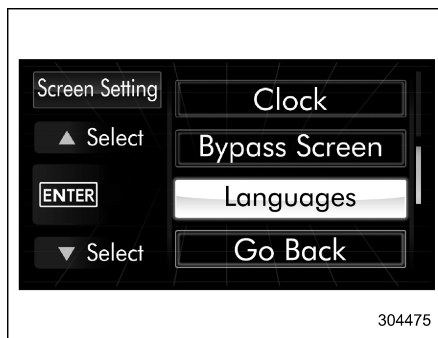 Screen Setting
▲ Select
ENTER
▼ Select
Clock
Bypass Screen
Languages
Go Back
304475